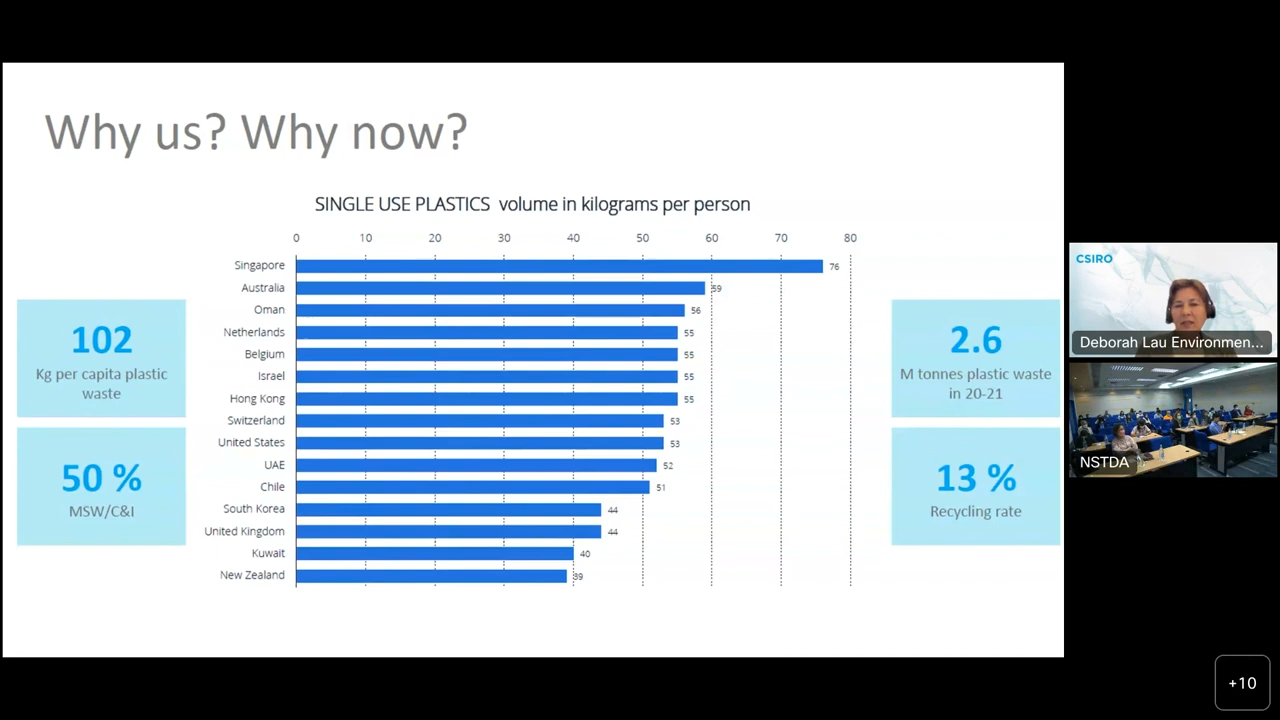 Why us? Why now?
SINGLE USE PLASTICS volume in kilograms per person
0 10 20 30 40 50 60 70 80
Singapore 76
Australia 59
Oman 56
Netherlands 55
Belgium 55
Israel 55
Hong Kong 55
Switzerland 53
United States 53
UAE 52
Chile 51
South Korea 44
United Kingdom 44
Kuwait 40
New Zealand 39
102
Kg per capita plastic
waste
50 %
MSW/C&I
2.6
M tonnes plastic waste
in 20-21
13 %
Recycling rate
CSIRO
Deborah Lau Environmen...
NSTDA
+10